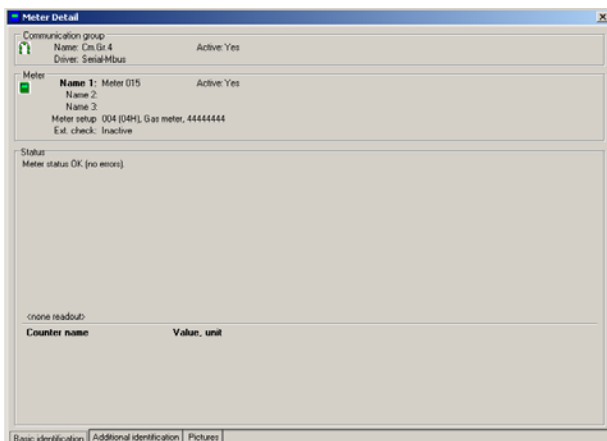 Meter Detail
Communication group
Name: Cm.Gr.4 Active: Yes
Driver: Serial-Mbus
Meter
Name 1: Meter 015 Active: Yes
Name 2:
Name 3:
Meter setup 004 (04H), Gas meter, 44444444
Ext. check: Inactive
Status
Meter status OK (no errors).
<none readout>
Counter name Value, unit
Basic identification Additional identification Pictures